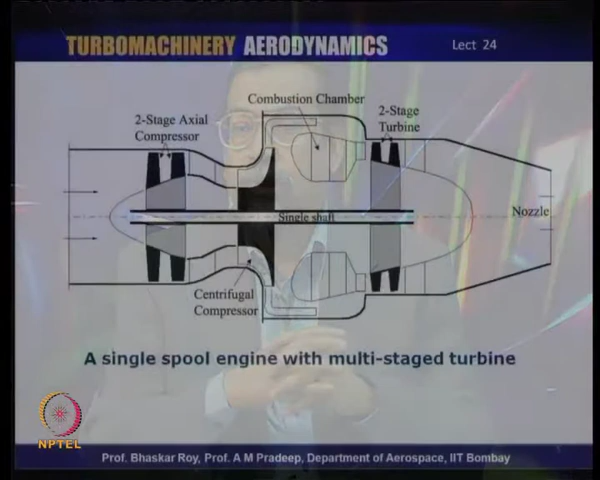 TURBOMACHINERY AERODYNAMICS
Lect 24
Combustion Chamber
2-Stage Axial
Compressor
2-Stage
Turbine
Single shaft
Nozzle
Centrifugal
Compressor
A single spool engine with multi-staged turbine
NPTEL
Prof. Bhaskar Roy, Prof. A M Pradeep, Department of Aerospace, IIT Bombay